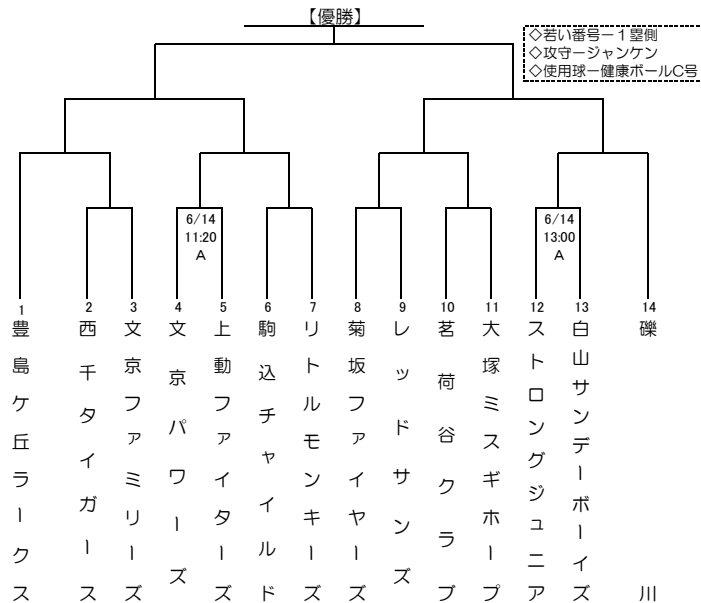 【優勝】
◇若い番号－１塁側
◇攻守－ジャンケン
◇使用球－健康ボールC号
6/14
11:20
A
6/14
13:00
A
1
豊島ケ丘ラークス
2
西千タイガース
3
文京ファミリーズ
4
文京パワーズ
5
上動ファイターズ
6
駒込チャイルド
7
リトルモンキーズ
8
菊坂ファイヤーズ
9
レッドサンズ
10
茗荷谷クラブ
11
大塚ミスギホープ
12
ストロングジュニア
13
白山サンデーボーイズ
14
礫川